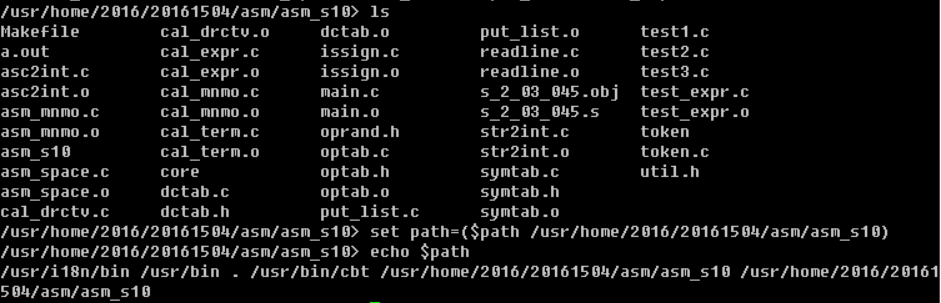 /usr/home/2016/20161504/asm/asm_s10> ls
Makefile cal_drctv.o dctab.o put_list.o test1.c
a.out cal_expr.c issign.c readline.c test2.c
asc2int.c cal_expr.o issign.o readline.o test3.c
asc2int.o cal_mnmo.c main.c s_2_03_045.obj test_expr.c
asm_mnmo.c cal_mnmo.o main.o s_2_03_045.s test_expr.o
asm_mnmo.o cal_term.c oprand.h str2int.c token
asm_s10 cal_term.o optab.c str2int.o token.c
asm_space.c core optab.h symtab.c util.h
asm_space.o dctab.c optab.o symtab.h
cal_drctv.c dctab.h put_list.c symtab.o
/usr/home/2016/20161504/asm/asm_s10> set path=($path /usr/home/2016/20161504/asm/asm_s10)
/usr/home/2016/20161504/asm/asm_s10> echo $path
/usr/i18n/bin /usr/bin . /usr/bin/cbt /usr/home/2016/20161504/asm/asm_s10 /usr/home/2016/20161
504/asm/asm_s10